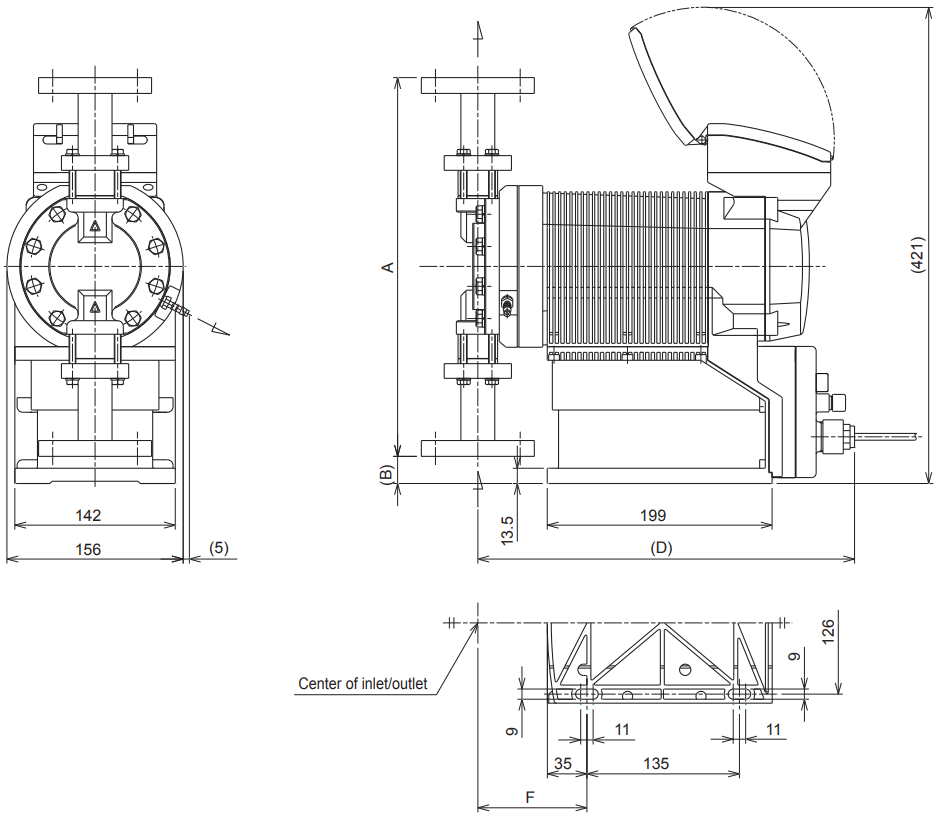 A
(421)
(B)
142
13.5
199
156
(5)
(D)
126
9
Center of inlet/outlet
9
11
11
35
135
F